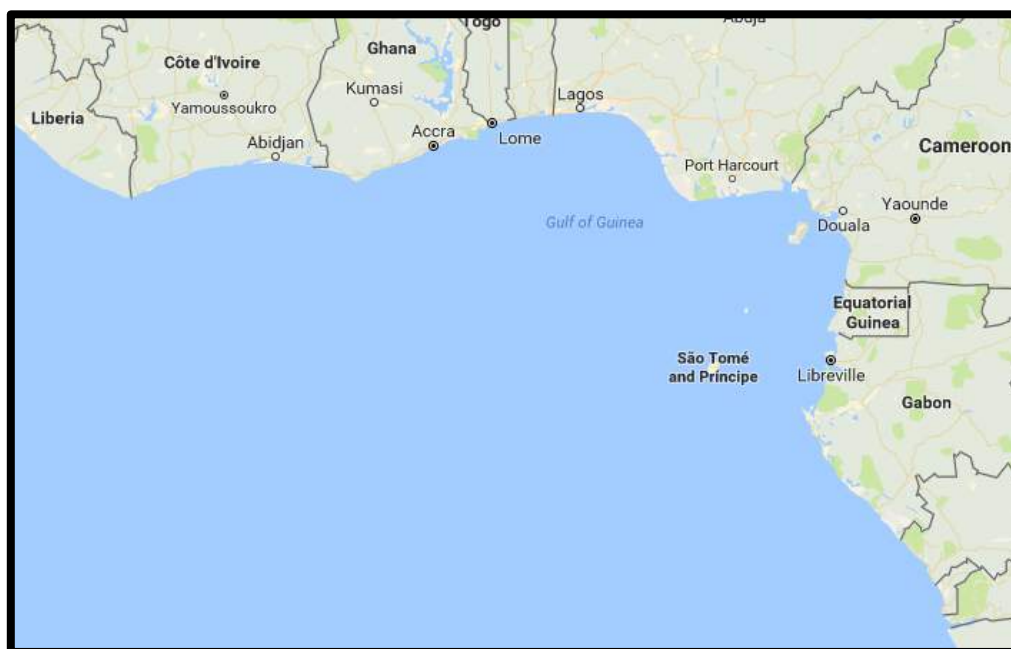 Togo
Abuja
Ghana
Côte d'Ivoire
Kumasi
Lagos
Yamoussoukro
Liberia
Accra
Lome
Abidjan
Cameroon
Port Harcourt
Yaounde
Gulf of Guinea
Douala
Equatorial
Guinea
São Tomé
and Príncipe
Libreville
Gabon